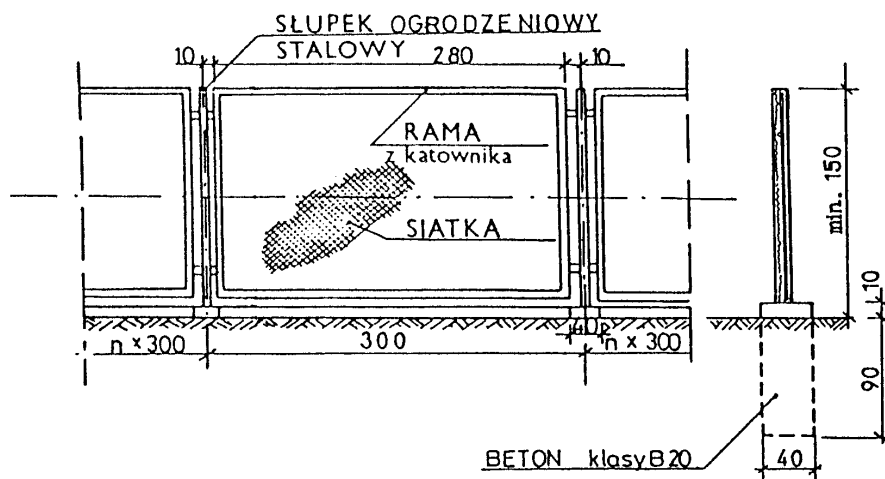 SŁUPEK OGRODZENIOWY
STALOWY
10 280 10
RAMA
z katownika
SIATKA
min. 150
10
40
n × 300 300 n × 300
90
BETON klasy B20
40